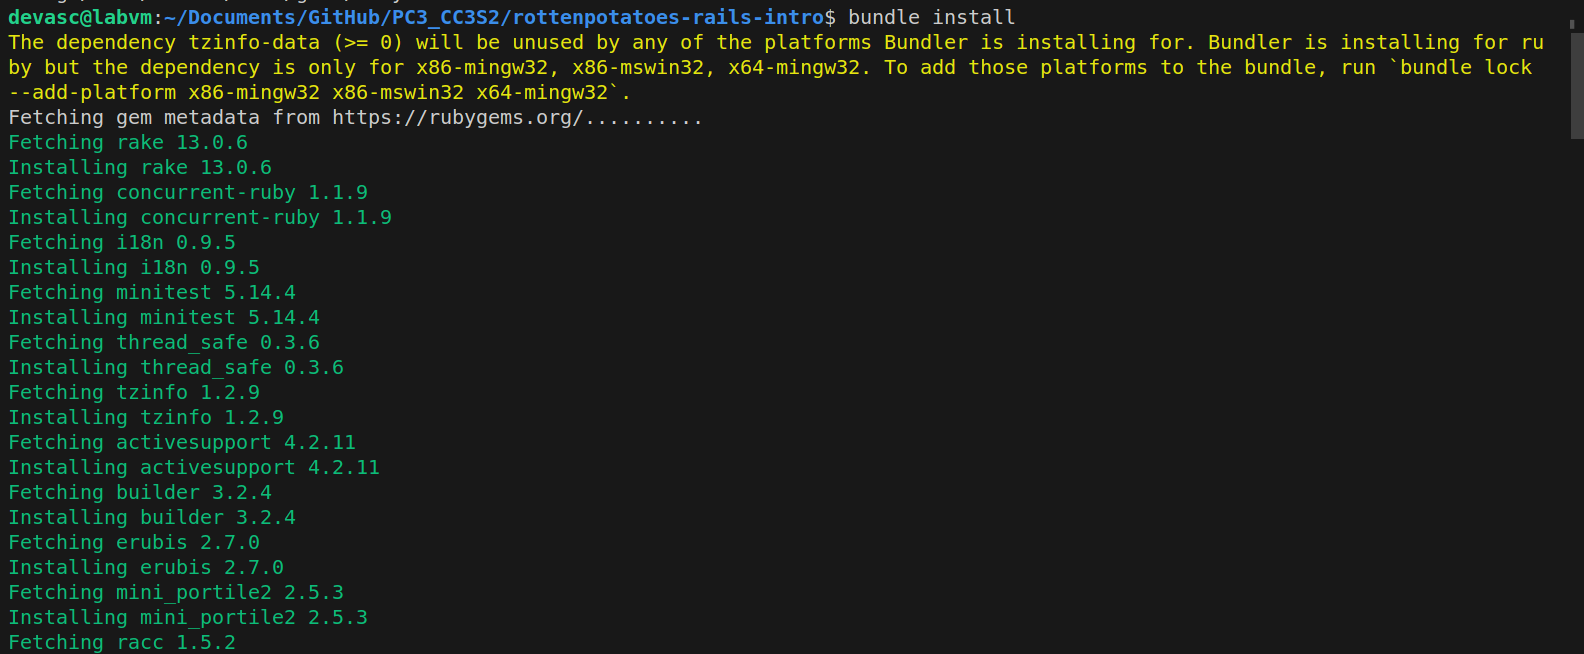 devasc@labvm:~/Documents/GitHub/PC3_CC3S2/rottenpotatoes-rails-intro$ bundle install
The dependency tzinfo-data (>= 0) will be unused by any of the platforms Bundler is installing for. Bundler is installing for ru
by but the dependency is only for x86-mingw32, x86-mswin32, x64-mingw32. To add those platforms to the bundle, run `bundle lock
--add-platform x86-mingw32 x86-mswin32 x64-mingw32`.
Fetching gem metadata from https://rubygems.org/..........
Fetching rake 13.0.6
Installing rake 13.0.6
Fetching concurrent-ruby 1.1.9
Installing concurrent-ruby 1.1.9
Fetching i18n 0.9.5
Installing i18n 0.9.5
Fetching minitest 5.14.4
Installing minitest 5.14.4
Fetching thread_safe 0.3.6
Installing thread_safe 0.3.6
Fetching tzinfo 1.2.9
Installing tzinfo 1.2.9
Fetching activesupport 4.2.11
Installing activesupport 4.2.11
Fetching builder 3.2.4
Installing builder 3.2.4
Fetching erubis 2.7.0
Installing erubis 2.7.0
Fetching mini_portile2 2.5.3
Installing mini_portile2 2.5.3
Fetching racc 1.5.2